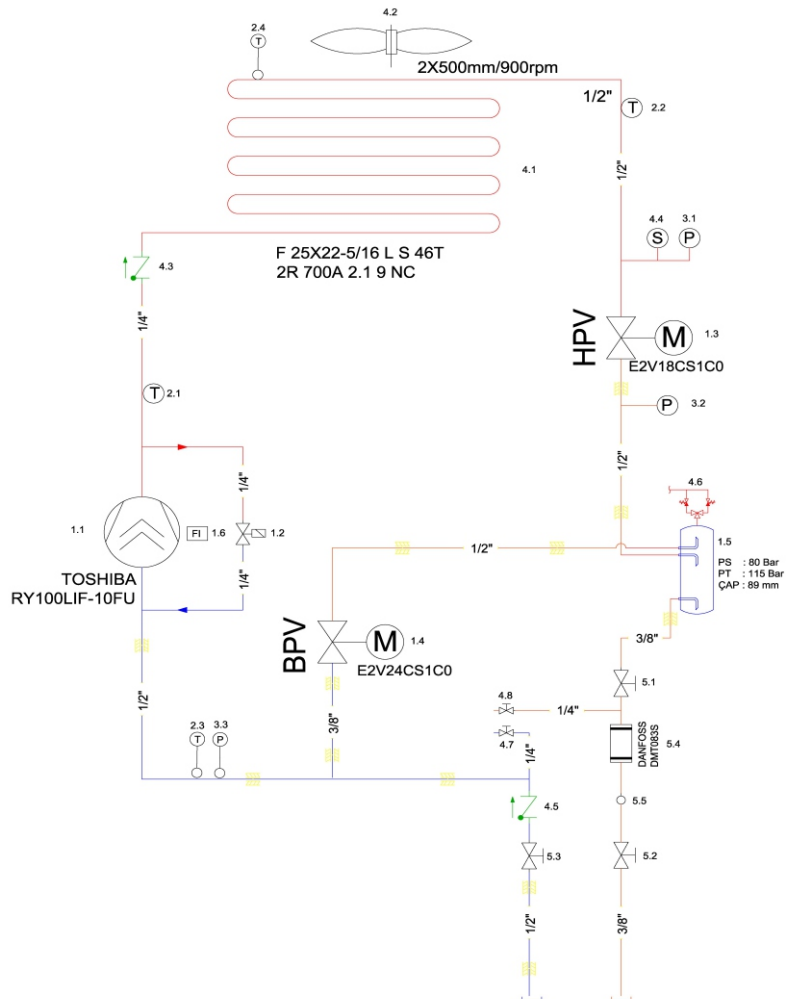 4.2
2.4
T
2X500mm/900rpm
1/2"
T
2.2
1/2"
4.1
4.4
3.1
S
P
F 25X22-5/16 L S 46T
2R 700A 2.1 9 NC
4.3
1/4"
HPV
M
1.3
E2V18CS1C0
T
2.1
P
3.2
1/2"
1/4"
4.6
1.1
FI
1.6
1.2
1/2"
1.5
PS : 80 Bar
PT : 115 Bar
ÇAP : 89 mm
1/4"
TOSHIBA
RY100LIF-10FU
BPV
M
1.4
E2V24CS1C0
3/8"
5.1
1/2"
4.8
1/4"
2.3
3.3
T
P
3/8"
4.7
1/4"
DANFOSS
DMT083S
5.4
4.5
5.5
5.3
5.2
1/2"
3/8"